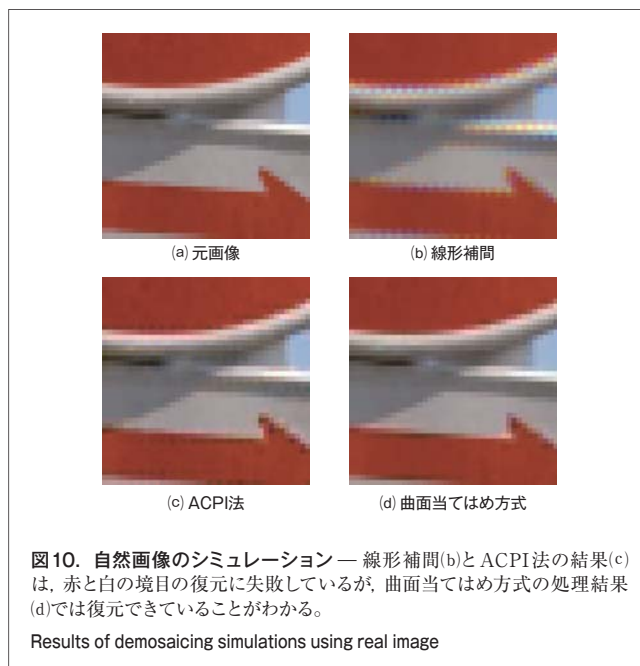 (a) 元画像
(b) 線形補間
(c) ACPI法
(d) 曲面当てはめ方式
図10. 自然画像のシミュレーション — 線形補間(b)とACPI法の結果(c)
は，赤と白の境目の復元に失敗しているが，曲面当てはめ方式の処理結果
(d)では復元できていることがわかる。
Results of demosaicing simulations using real image